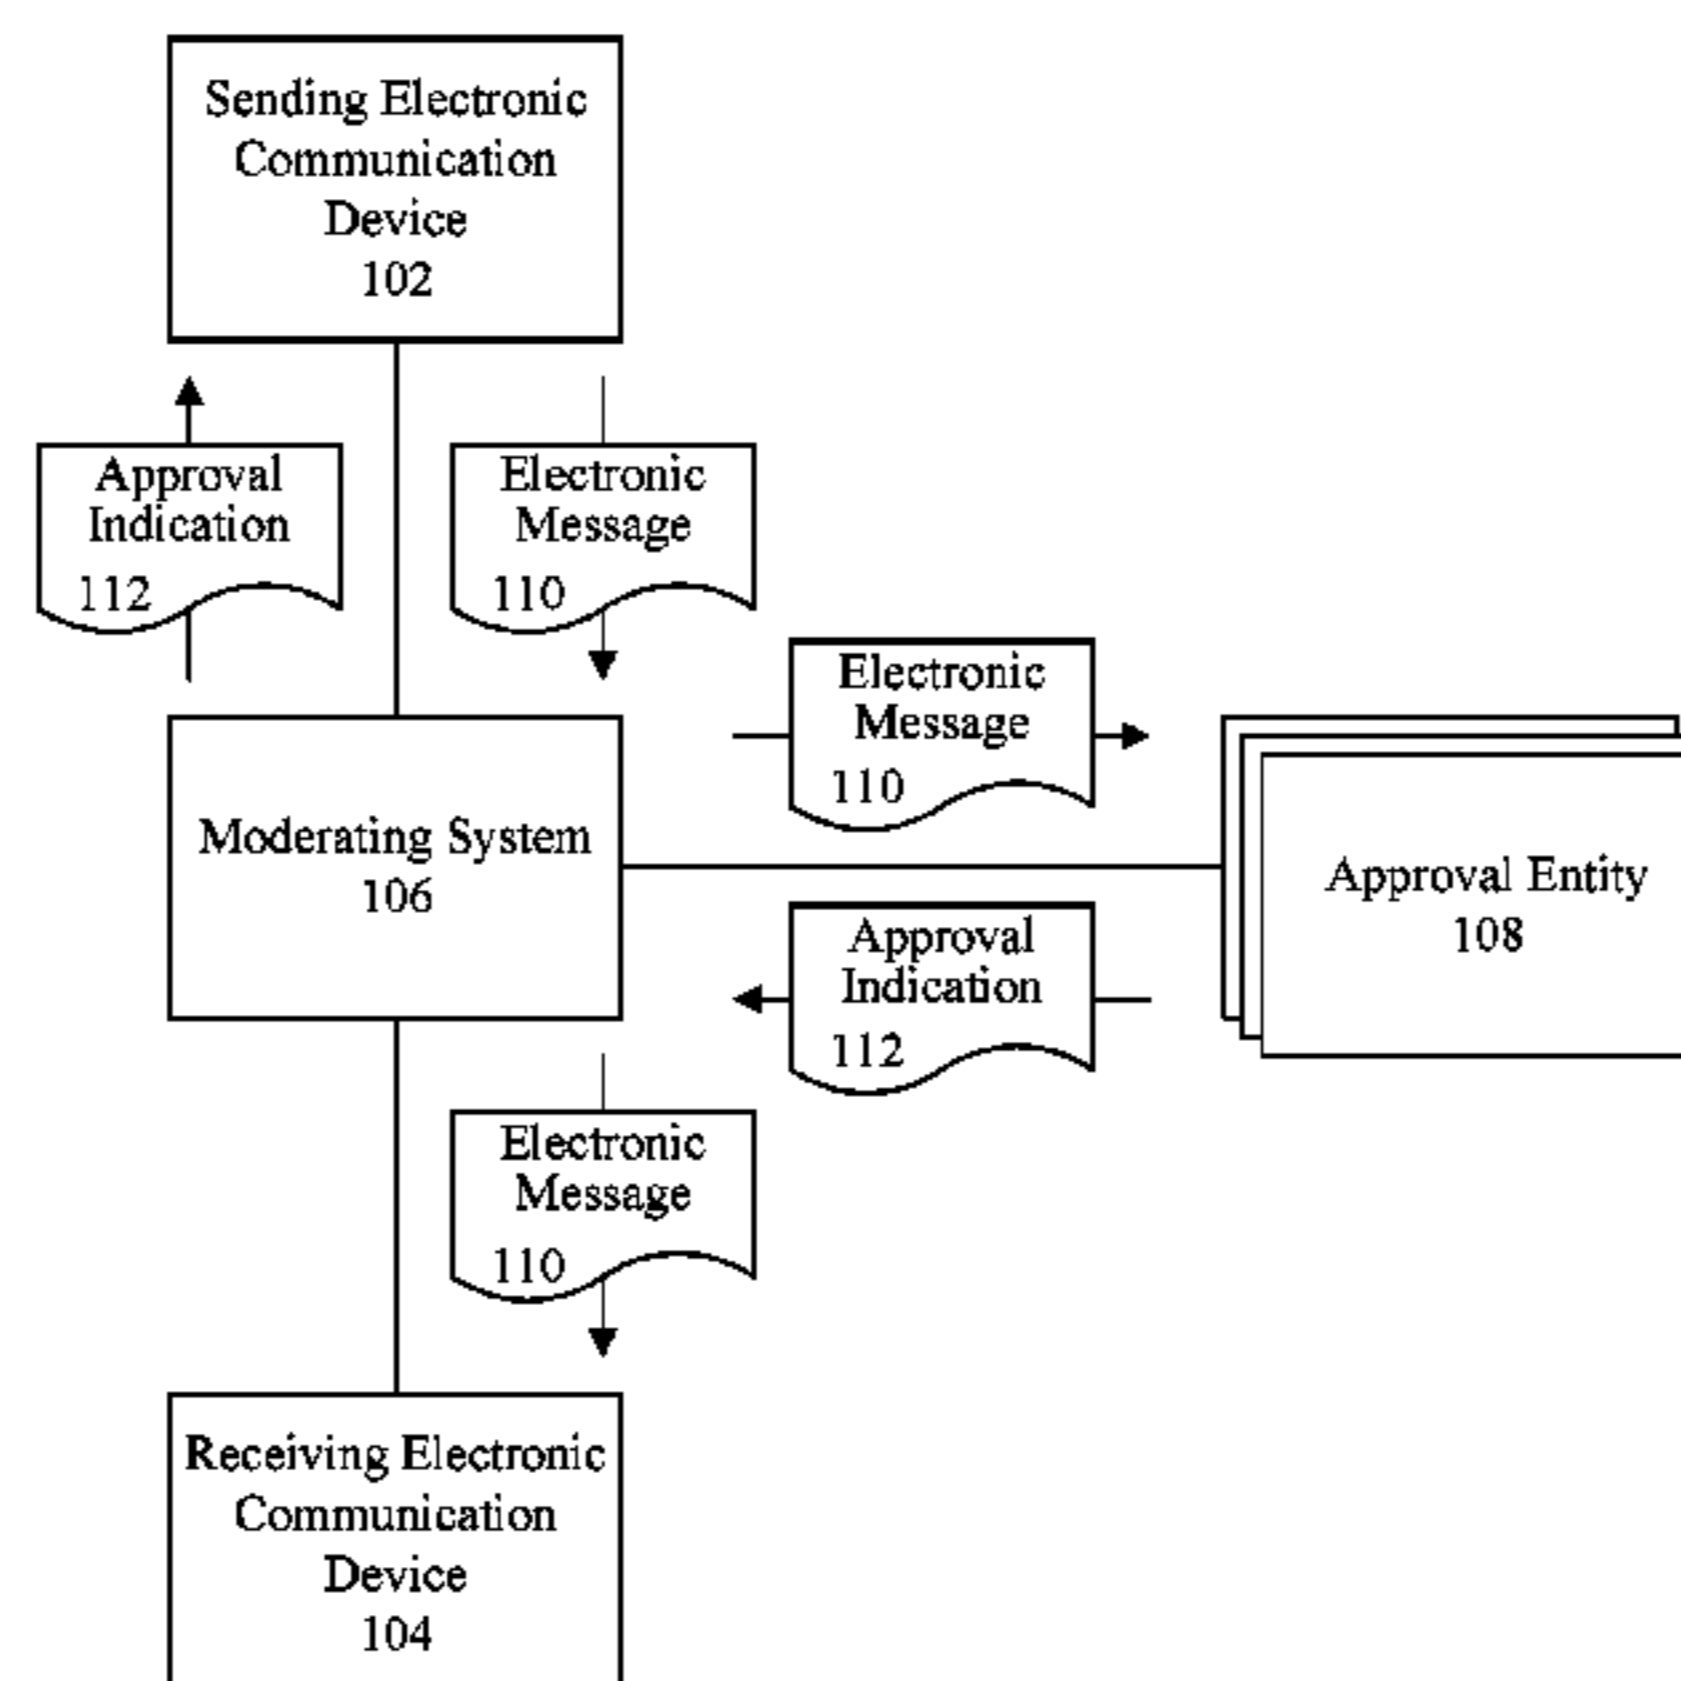 Sending Electronic
Communication
Device
102
Approval
Indication
112
Electronic
Message
110
Electronic
Message
110
Moderating System
106
Approval Entity
108
Approval
Indication
112
Electronic
Message
110
Receiving Electronic
Communication
Device
104